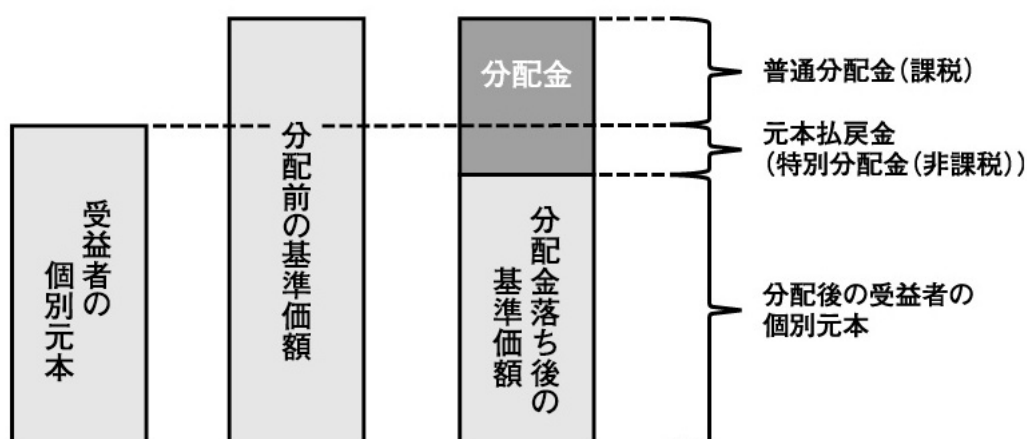 受益者の
個別元本
分配前の基準価額
分配金
分配金落ち後の
基準価額
普通分配金(課税)
元本払戻金
(特別分配金(非課税))
分配後の受益者の
個別元本